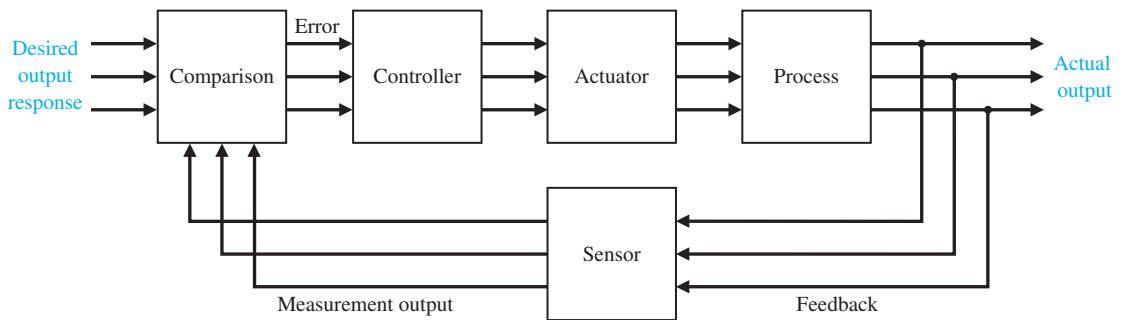 Error
Desired
output
response
Comparison
Controller
Actuator
Process
Actual
output
Sensor
Measurement output
Feedback